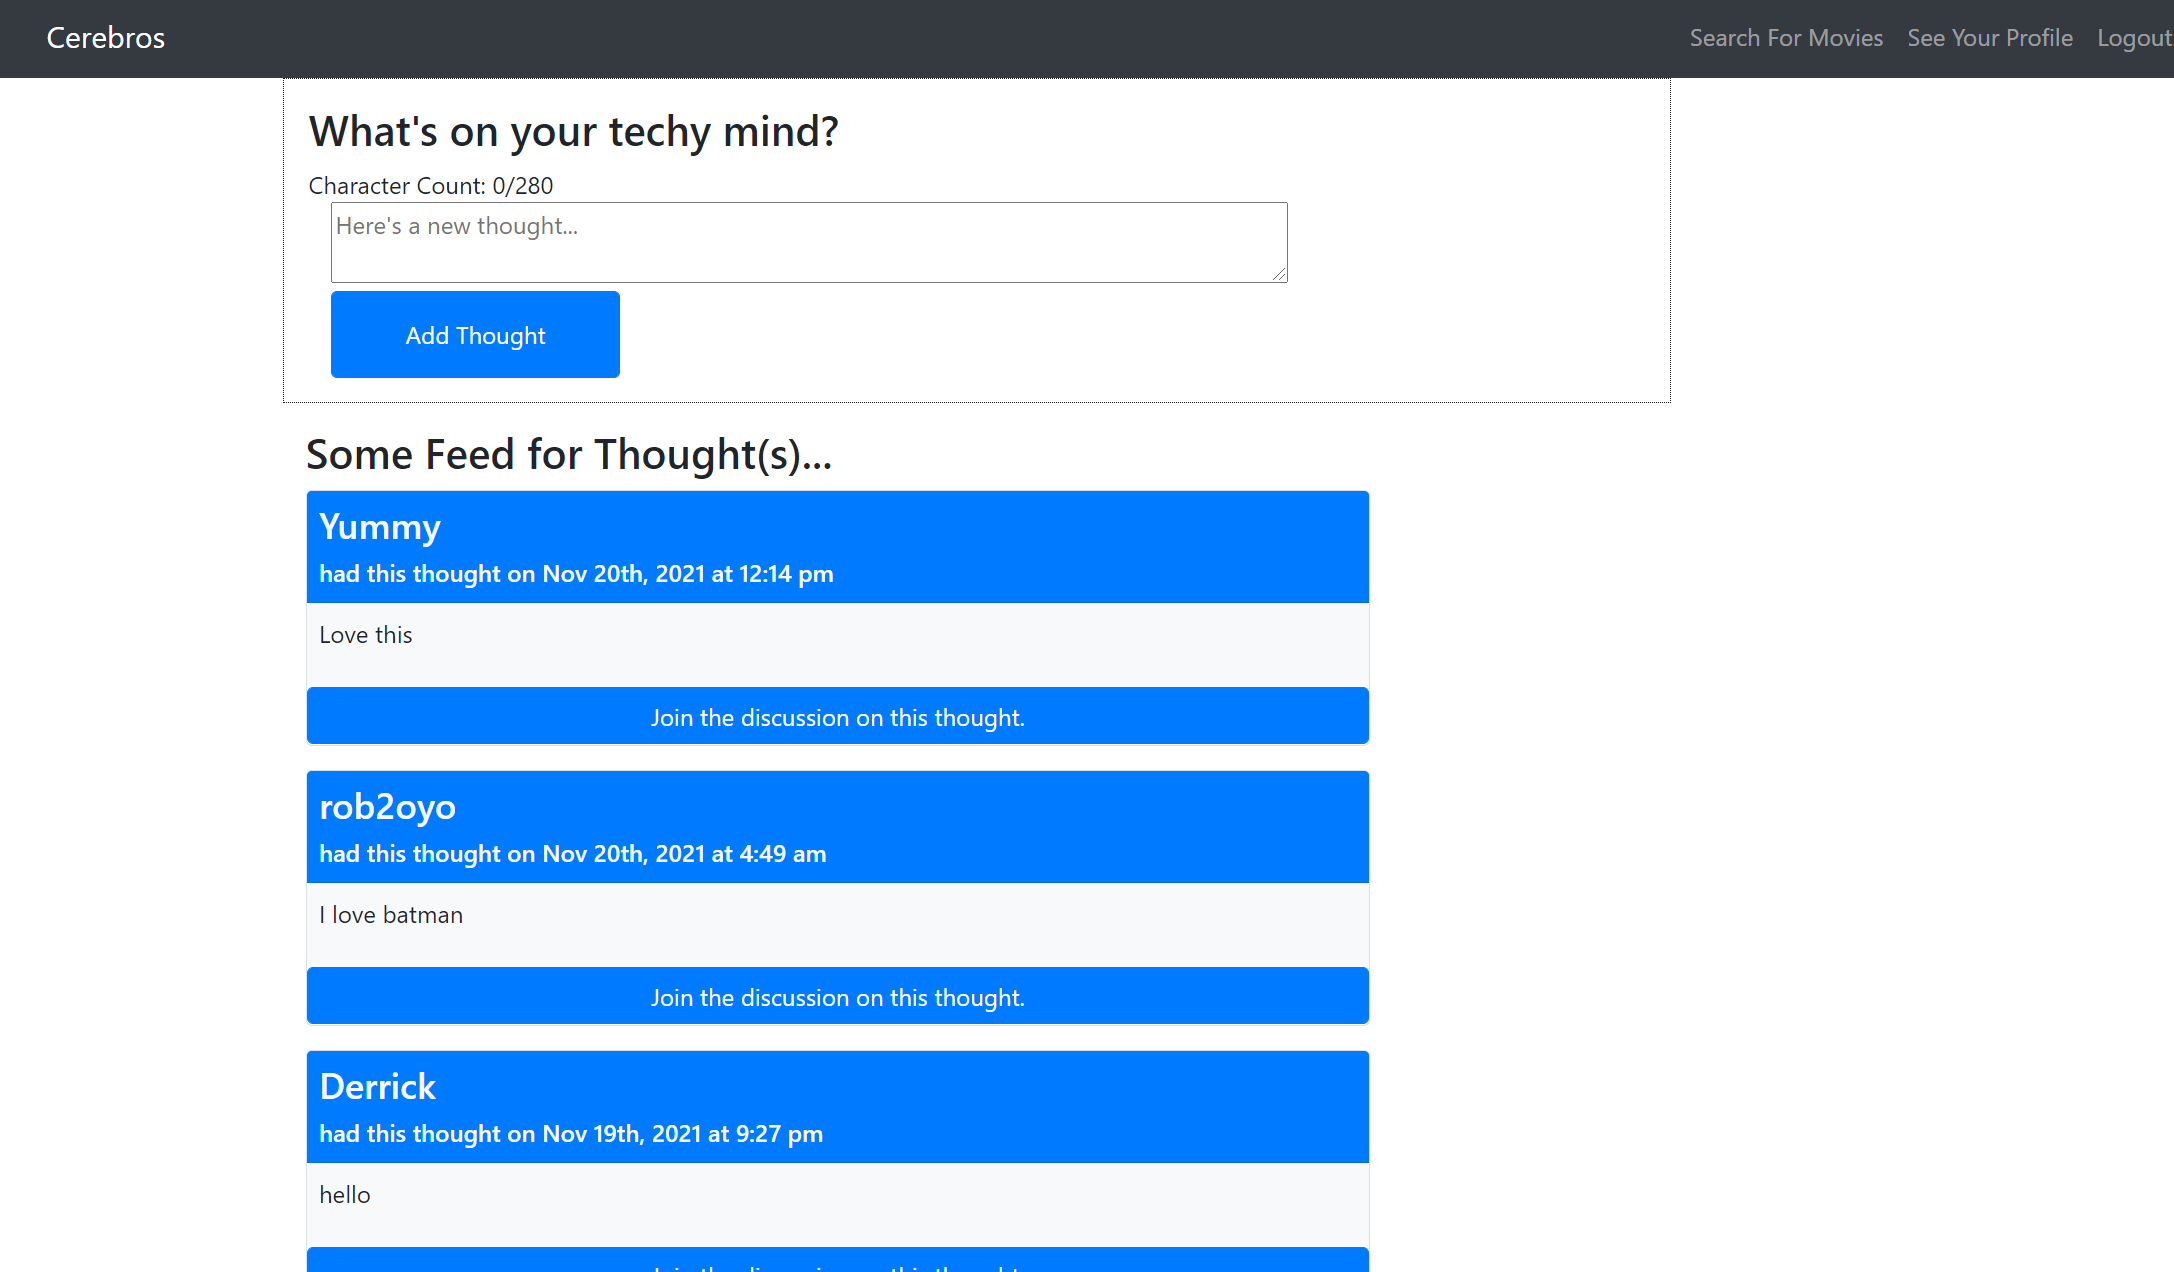 Cerebros
Search For Movies See Your Profile Logout
What's on your techy mind?
Character Count: 0/280
Here's a new thought...
Add Thought
Some Feed for Thought(s)...
Yummy
had this thought on Nov 20th, 2021 at 12:14 pm
Love this
Join the discussion on this thought.
rob2oyo
had this thought on Nov 20th, 2021 at 4:49 am
I love batman
Join the discussion on this thought.
Derrick
had this thought on Nov 19th, 2021 at 9:27 pm
hello